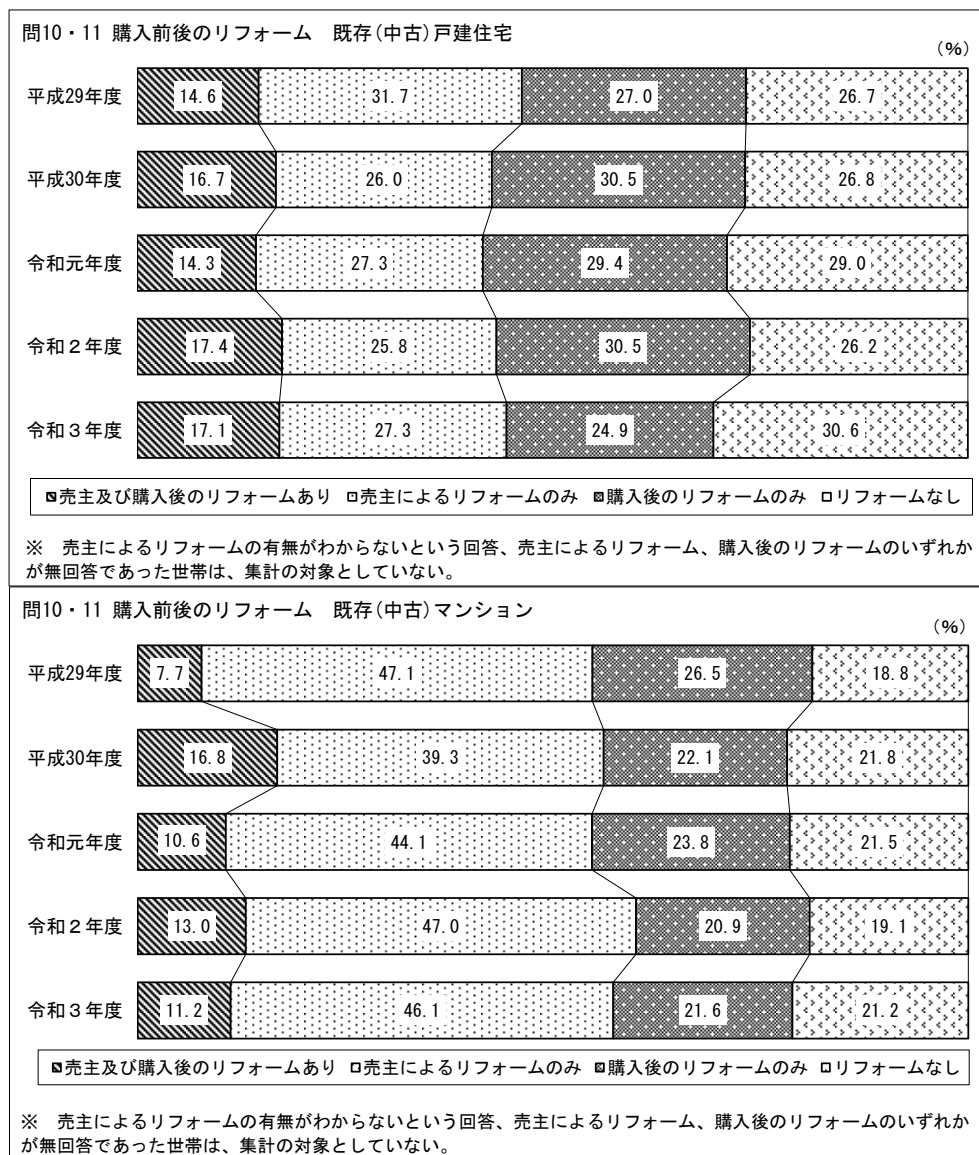 問10・11 購入前後のリフォーム 既存(中古)戸建住宅
(%)
平成29年度 14.6 31.7 27.0 26.7
平成30年度 16.7 26.0 30.5 26.8
令和元年度 14.3 27.3 29.4 29.0
令和２年度 17.4 25.8 30.5 26.2
令和３年度 17.1 27.3 24.9 30.6
売主及び購入後のリフォームあり 売主によるリフォームのみ 購入後のリフォームのみ リフォームなし
※ 売主によるリフォームの有無がわからないという回答、売主によるリフォーム、購入後のリフォームのいずれか
が無回答であった世帯は、集計の対象としていない。
問10・11 購入前後のリフォーム 既存(中古)マンション
(%)
平成29年度 7.7 47.1 26.5 18.8
平成30年度 16.8 39.3 22.1 21.8
令和元年度 10.6 44.1 23.8 21.5
令和２年度 13.0 47.0 20.9 19.1
令和３年度 11.2 46.1 21.6 21.2
売主及び購入後のリフォームあり 売主によるリフォームのみ 購入後のリフォームのみ リフォームなし
※ 売主によるリフォームの有無がわからないという回答、売主によるリフォーム、購入後のリフォームのいずれか
が無回答であった世帯は、集計の対象としていない。